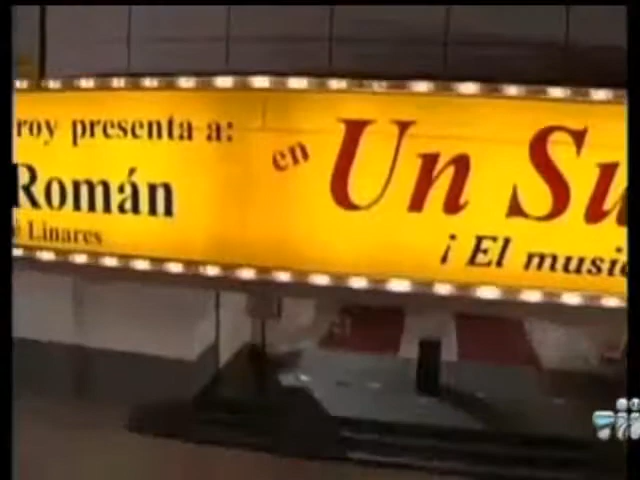 roy presenta a:
Román
Linares
en
Un Su
¡ El music